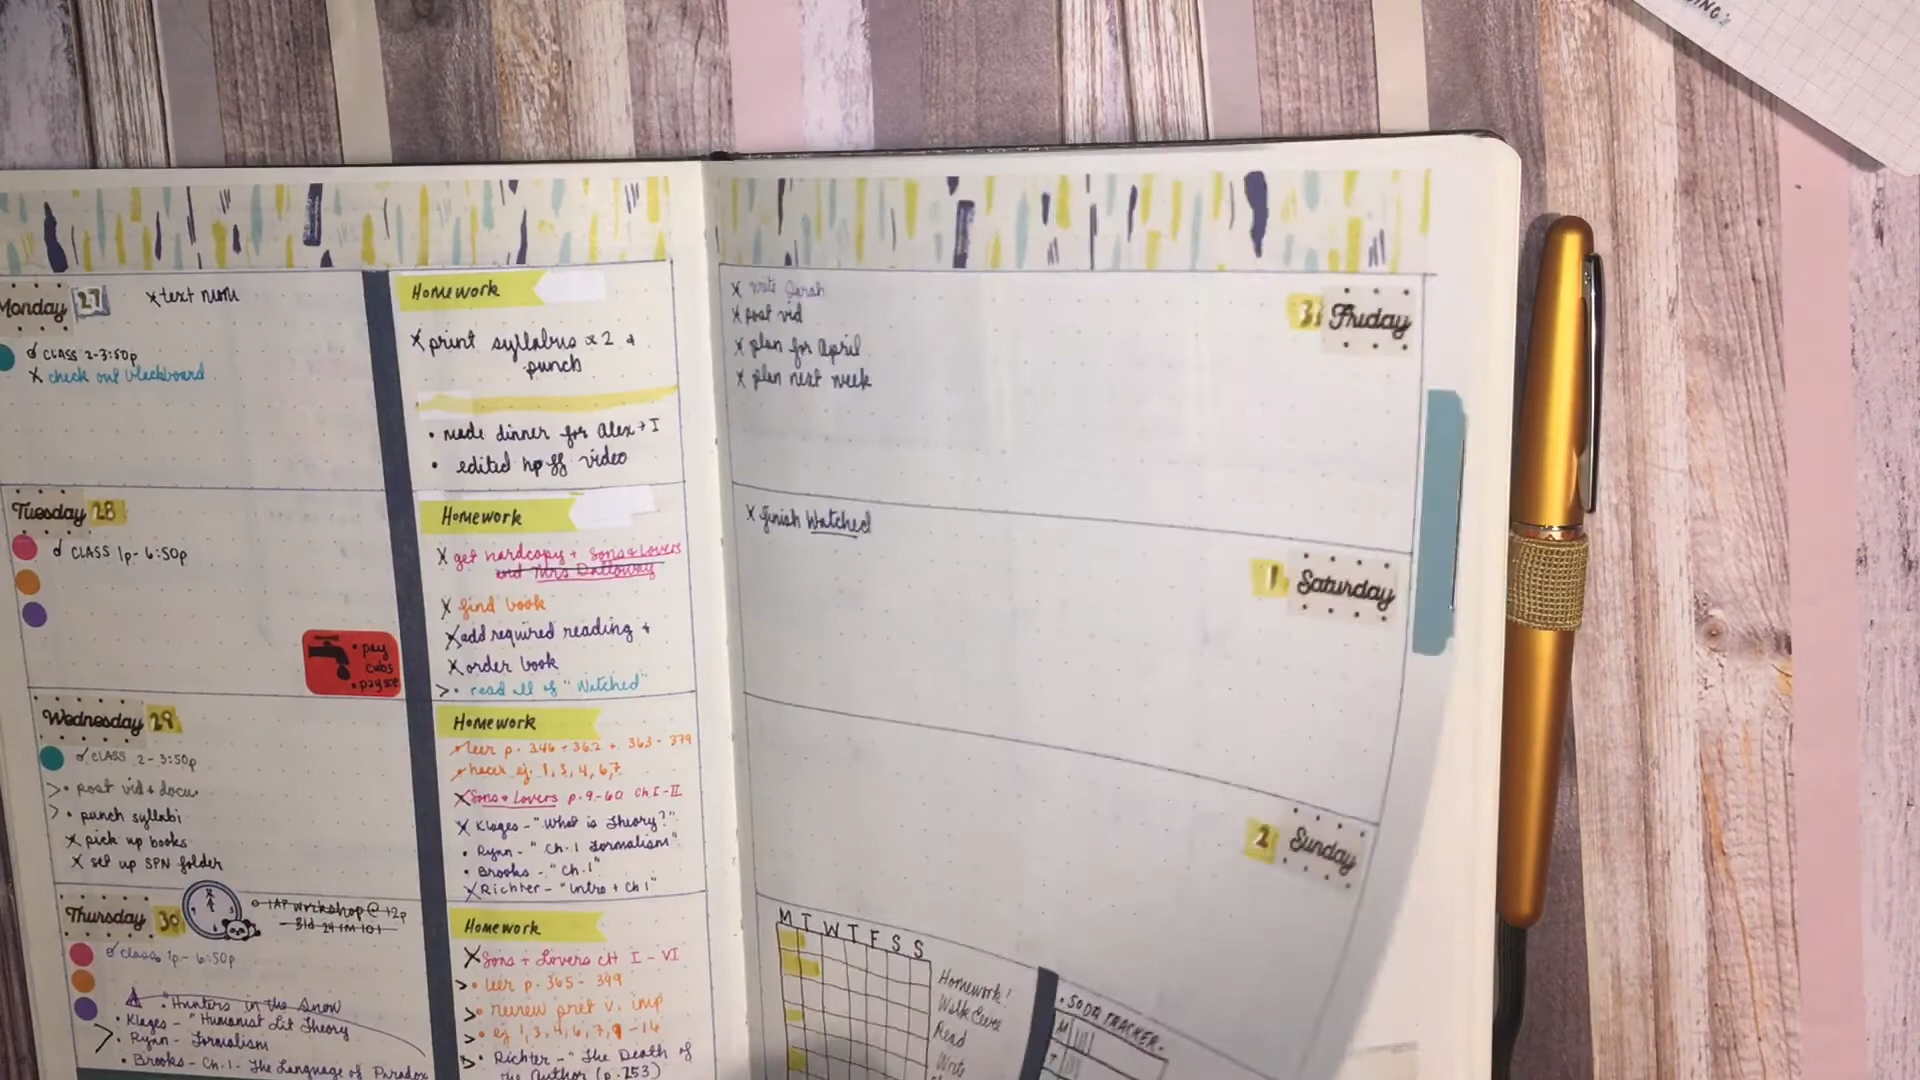 Monday 27
x text mom
CLASS 2-3:50p
x check out blackboard
Homework
x print syllabus x 2 +
punch
• made dinner for Alex + I
• edited hp ff video
Tuesday 28
CLASS 1p-6:50p
• pay
cubs
Homework
x get hardcopy + Sons + Lovers
and Mrs Dalloway
x find book
x add required reading +
x order book
> • read all of "Watched"
Wednesday 29
CLASS 2-3:50p
> • post vid + docu
> • punch syllabi
x pick up books
x set up SPN folder
Homework
leer p. 346-362 + 363-379
hacer ej. 1, 3, 4, 6, 7
x Sons + Lovers p. 9-60 Ch I-II
x Klages - "What is Theory?"
• Ryan - "Ch. 1 Formalism"
• Brooks - "Ch. 1"
x Richter - "Intro + Ch 1"
Thursday 30
IAP workshop @ 12p
Bld 24 rm 101
class 1p-6:50p
"Hunters in the Snow
• Klages - "Humanist Lit Theory
> • Ryan - Formalism
• Brooks - Ch. 1 - The Language of Paradox
Homework
x Sons + Lovers CH I - VI
> • leer p. 365-399
> • review pret v. imp
> • ej 1, 3, 4, 6, 7, 9-16
> • Richter - "The Death of
the Author (p. 253)
x write Sarah
x post vid
x plan for April
x plan next week
31 Friday
x finish Watched
1 Saturday
2 Sunday
M T W T F S S
Homework!
Read
Write
• SODA TRACKER •
M
T